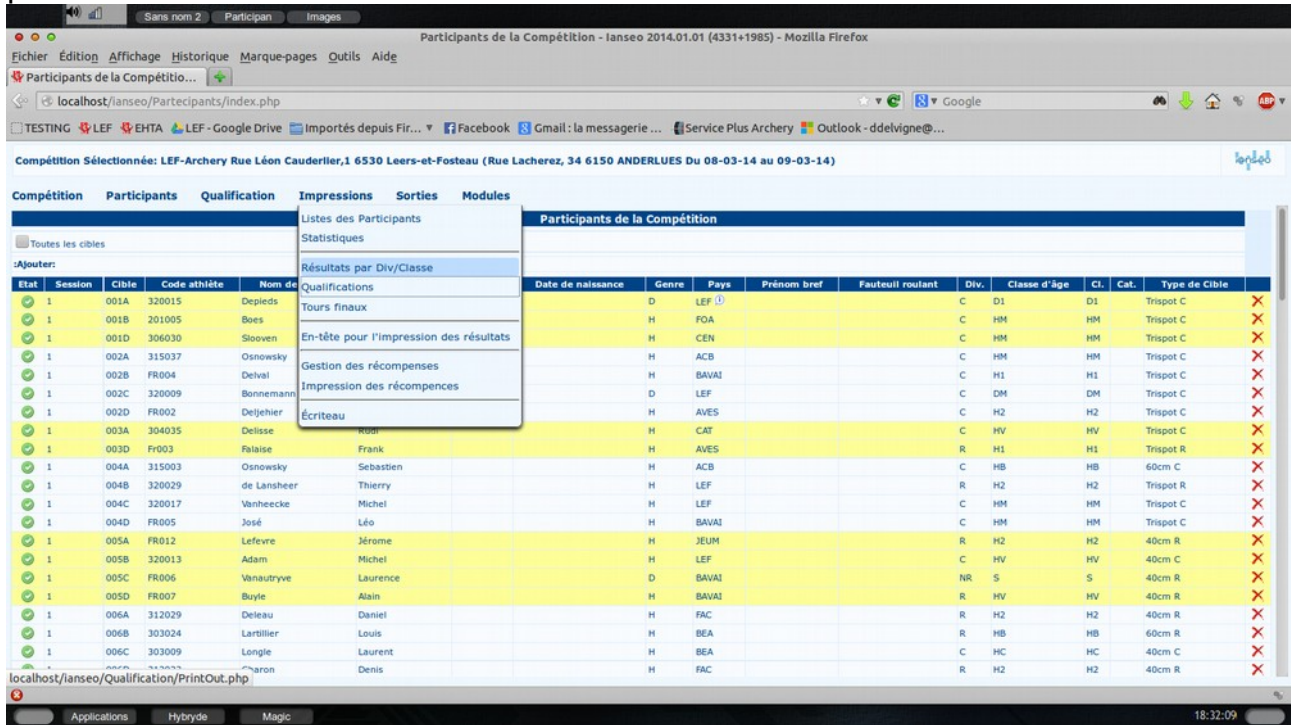 Sans nom 2 Participan Images
Participants de la Compétition - Ianseo 2014.01.01 (4331+1985) - Mozilla Firefox
Fichier Édition Affichage Historique Marque-pages Outils Aide
Participants de la Compétitio...
localhost/ianseo/Partecipants/index.php Google ABP
TESTING LEF EHTA LEF - Google Drive Importés depuis Fir... Facebook Gmail : la messagerie ... Service Plus Archery Outlook - ddelvigne@...
Compétition Sélectionnée: LEF-Archery Rue Léon Cauderlier,1 6530 Leers-et-Fosteau (Rue Lacherez, 34 6150 ANDERLUES Du 08-03-14 au 09-03-14) Ianseo
Compétition Participants Qualification Impressions Sorties Modules
Participants de la Compétition
Listes des Participants
Statistiques
Résultats par Div/Classe
Qualifications
Tours finaux
En-tête pour l'impression des résultats
Gestion des récompenses
Impression des récompences
Écriteau
Toutes les cibles
:Ajouter:
Etat Session Cible Code athlète Nom de Date de naissance Genre Pays Prénom bref Fauteuil roulant Div. Classe d'âge Cl. Cat. Type de Cible
1 001A 320015 Depieds D LEF C D1 D1 Trispot C
1 001B 201005 Boes H FOA C HM HM Trispot C
1 001D 306030 Slooven H CEN C HM HM Trispot C
1 002A 315037 Osnowsky H ACB C HM HM Trispot C
1 002B FR004 Delval H BAVAI C H1 H1 Trispot C
1 002C 320009 Bonnemann D LEF C DM DM Trispot C
1 002D FR002 Deljehier H AVES C H2 H2 Trispot C
1 003A 304035 Delisse Rudi H CAT C HV HV Trispot C
1 003D Fr003 Falaise Frank H AVES R H1 H1 Trispot R
1 004A 315003 Osnowsky Sebastien H ACB C HB HB 60cm C
1 004B 320029 de Lansheer Thierry H LEF R H2 H2 Trispot R
1 004C 320017 Vanheecke Michel H LEF C HM HM Trispot C
1 004D FR005 José Léo H BAVAI C HM HM Trispot C
1 005A FR012 Lefevre Jérome H JEUM R H2 H2 40cm R
1 005B 320013 Adam Michel H LEF C HV HV 40cm R
1 005C FR006 Vanautryve Laurence D BAVAI NR S S 40cm R
1 005D FR007 Buyle Alain H BAVAI R HV HV 40cm R
1 006A 312029 Deleau Daniel H FAC R H2 H2 40cm R
1 006B 303024 Lartillier Louis H BEA R HB HB 60cm R
1 006C 303009 Longle Laurent H BEA C HC HC 40cm C
Charon Denis H FAC R H2 H2 40cm R
localhost/ianseo/Qualification/PrintOut.php
Applications Hybryde Magic 18:32:09